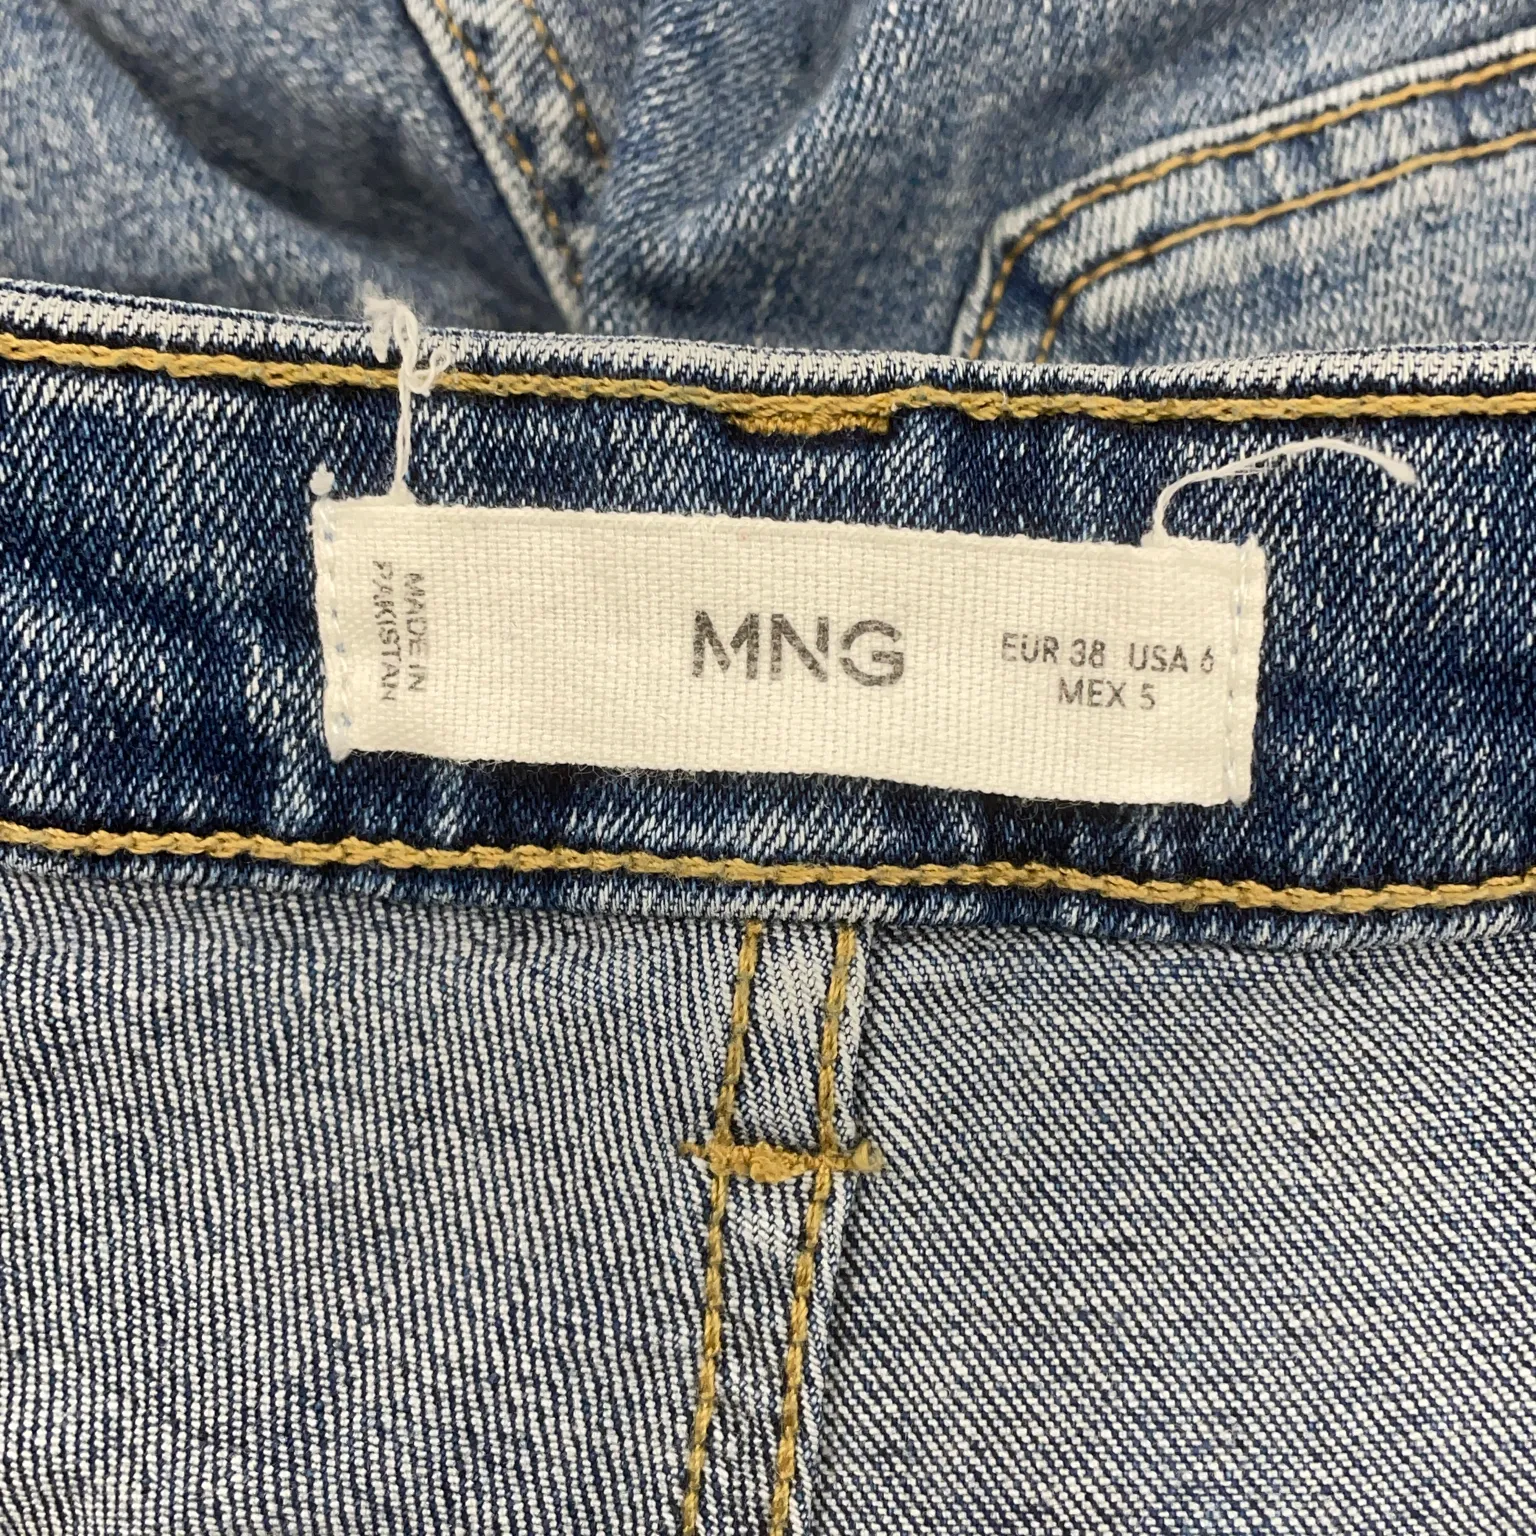 MADE IN
PAKISTAN
MNG
EUR 38 USA 6
MEX 5